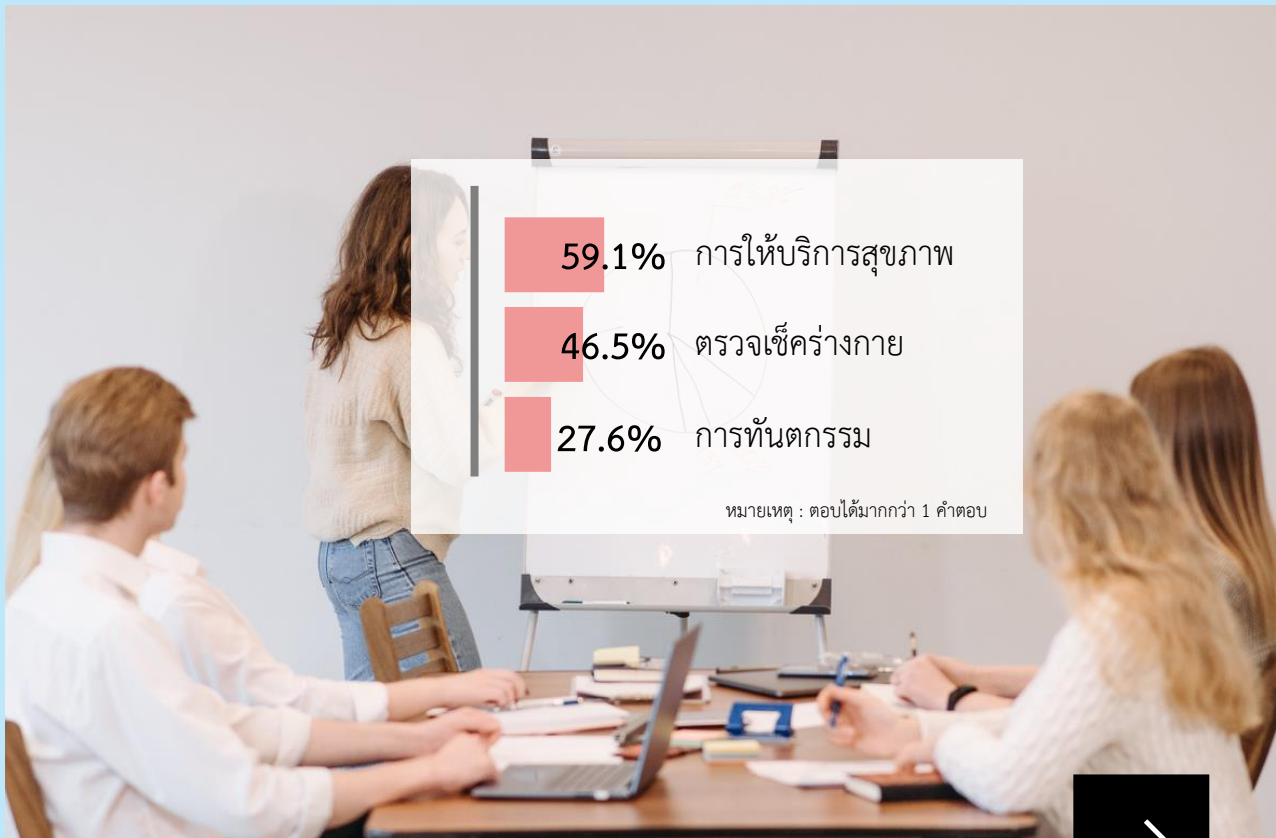 59.1% การให้บริการสุขภาพ
46.5% ตรวจเช็คร่างกาย
27.6% การทันตกรรม
หมายเหตุ : ตอบได้มากกว่า 1 คำตอบ